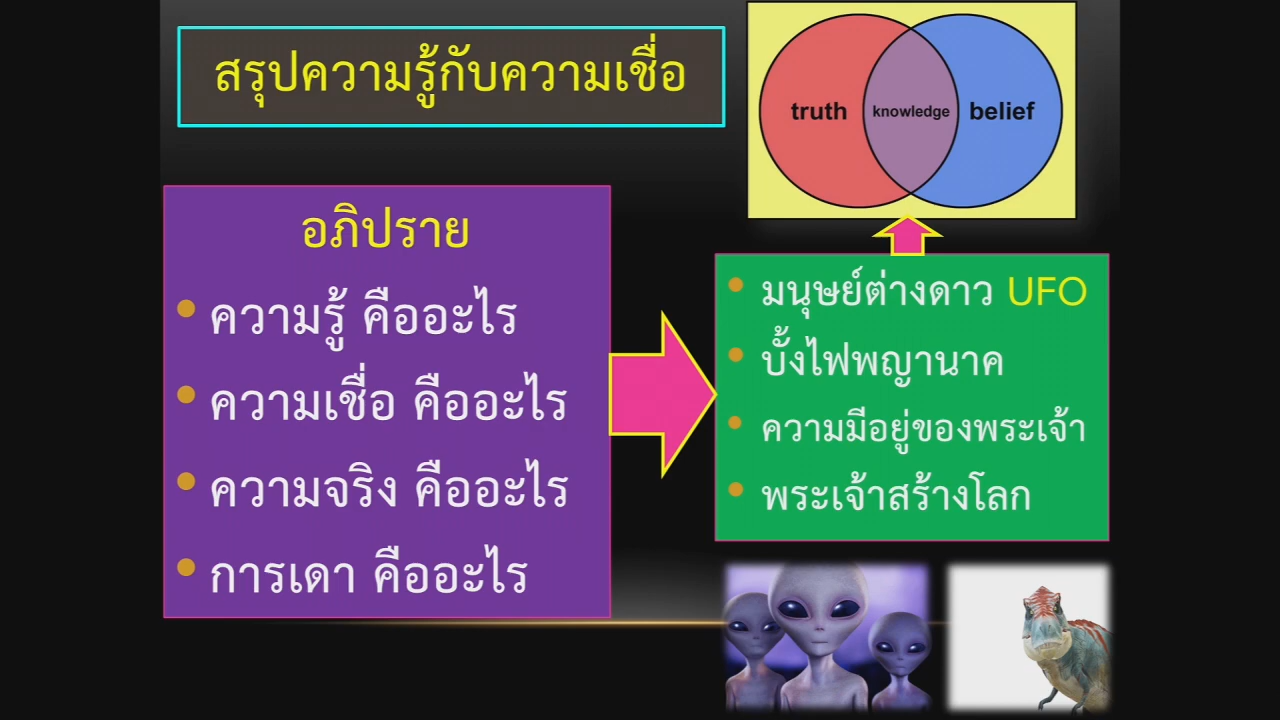 สรุปความรู้กับความเชื่อ
truth knowledge belief
อภิปราย
ความรู้ คืออะไร
ความเชื่อ คืออะไร
ความจริง คืออะไร
การเดา คืออะไร
มนุษย์ต่างดาว UFO
บั้งไฟพญานาค
ความมีอยู่ของพระเจ้า
พระเจ้าสร้างโลก